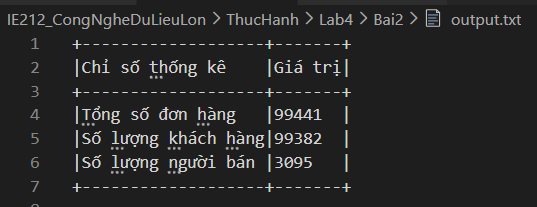 IE212_CongNgheDuLieuLon > ThucHanh > Lab4 > Bai2 > output.txt
1 +-------------------+-------+
2 |Chỉ số thống kê    |Giá trị|
3 +-------------------+-------+
4 |Tổng số đơn hàng   |99441  |
5 |Số lượng khách hàng|99382  |
6 |Số lượng người bán |3095   |
7 +-------------------+-------+